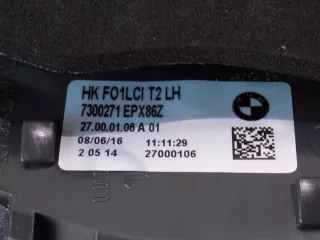 HK FO1LCI T2 LH
7300271 EPX86Z
27.00.01.06 A 01
08/06/16 11:11:29
2 05 14 27000106